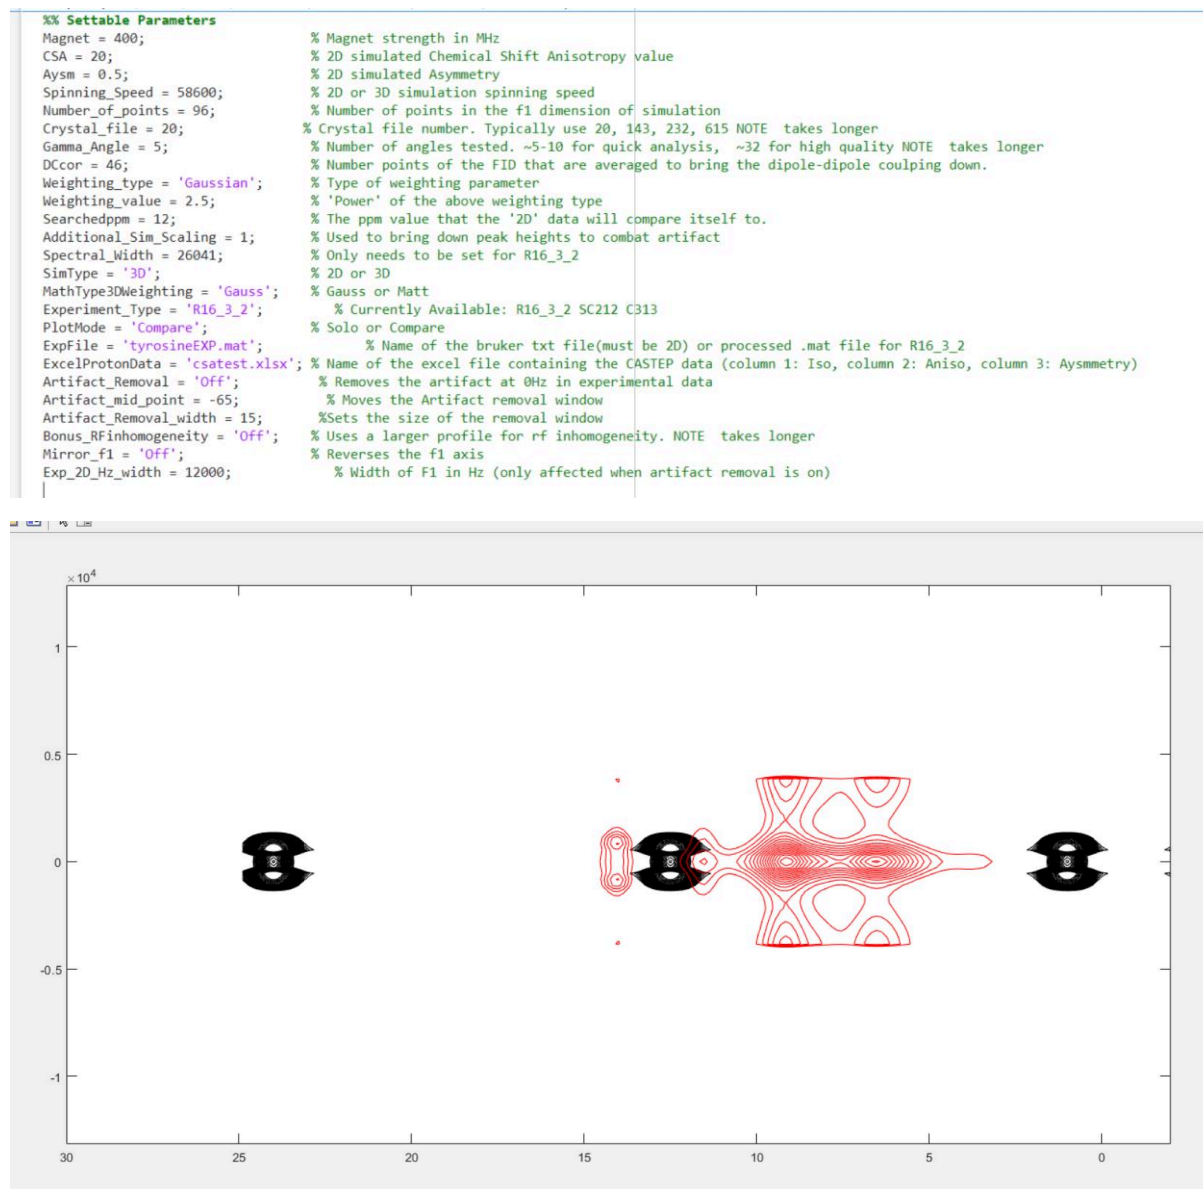 %% Settable Parameters
Magnet = 400; % Magnet strength in MHz
CSA = 20; % 2D simulated Chemical Shift Anisotropy value
Aysm = 0.5; % 2D simulated Asymmetry
Spinning_Speed = 58600; % 2D or 3D simulation spinning speed
Number_of_points = 96; % Number of points in the f1 dimension of simulation
Crystal_file = 20; % Crystal file number. Typically use 20, 143, 232, 615 NOTE takes longer
Gamma_Angle = 5; % Number of angles tested. ~5-10 for quick analysis, ~32 for high quality NOTE takes longer
DCcor = 46; % Number points of the FID that are averaged to bring the dipole-dipole coulping down.
Weighting_type = 'Gaussian'; % Type of weighting parameter
Weighting_value = 2.5; % 'Power' of the above weighting type
Searchedppm = 12; % The ppm value that the '2D' data will compare itself to.
Additional_Sim_Scaling = 1; % Used to bring down peak heights to combat artifact
Spectral_Width = 26041; % Only needs to be set for R16_3_2
SimType = '3D'; % 2D or 3D
MathType3DWeighting = 'Gauss'; % Gauss or Matt
Experiment_Type = 'R16_3_2'; % Currently Available: R16_3_2 SC212 C313
PlotMode = 'Compare'; % Solo or Compare
ExpFile = 'tyrosineEXP.mat'; % Name of the bruker txt file(must be 2D) or processed .mat file for R16_3_2
ExcelProtonData = 'csatest.xlsx'; % Name of the excel file containing the CASTEP data (column 1: Iso, column 2: Aniso, column 3: Aysmmetry)
Artifact_Removal = 'Off'; % Removes the artifact at 0Hz in experimental data
Artifact_mid_point = -65; % Moves the Artifact removal window
Artifact_Removal_width = 15; %Sets the size of the removal window
Bonus_RFinhomogeneity = 'Off'; % Uses a larger profile for rf inhomogeneity. NOTE takes longer
Mirror_f1 = 'Off'; % Reverses the f1 axis
Exp_2D_Hz_width = 12000; % Width of F1 in Hz (only affected when artifact removal is on)
×10^4
1
0.5
0
-0.5
-1
30 25 20 15 10 5 0